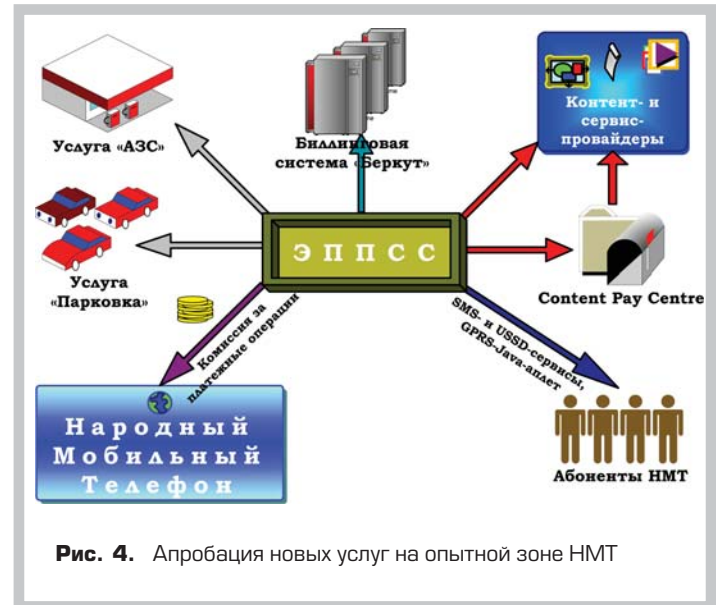 Услуга «АЗС»
Биллинговая
система «Беркут»
Контент- и
сервис-
провайдеры
ЭППСС
Услуга
«Парковка»
Content Pay Centre
Комиссия за
платежные операции
SMS- и USSD-сервисы,
GPRS-Java-аплет
Народный
Мобильный
Телефон
Абоненты НМТ
Рис. 4. Апробация новых услуг на опытной зоне НМТ